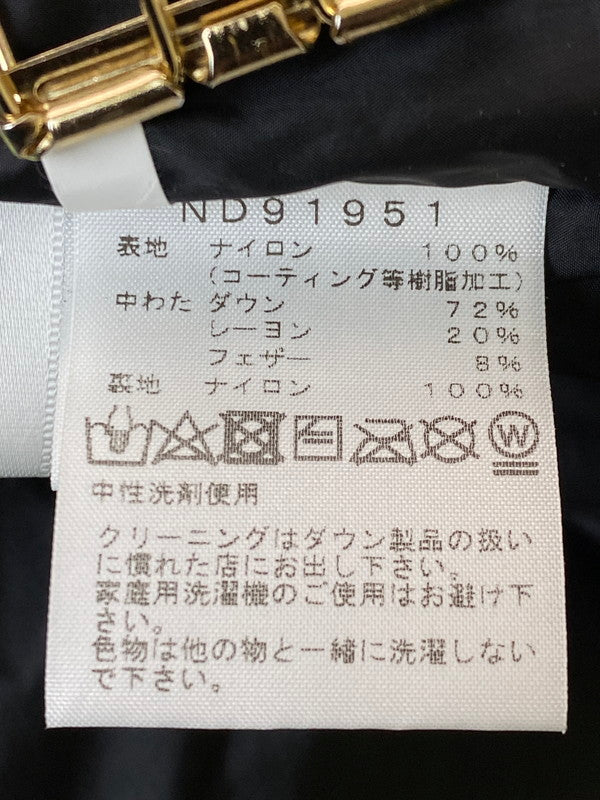 ND91951
表地 ナイロン 100%
(コーティング等樹脂加工)
中わた ダウン 72%
レーヨン 20%
フェザー 8%
裏地 ナイロン 100%
W
中性洗剤使用
クリーニングはダウン製品の扱い
に慣れた店にお出し下さい。
家庭用洗濯機のご使用はお避け下
さい。
色物は他の物と一緒に洗濯しない
で下さい。